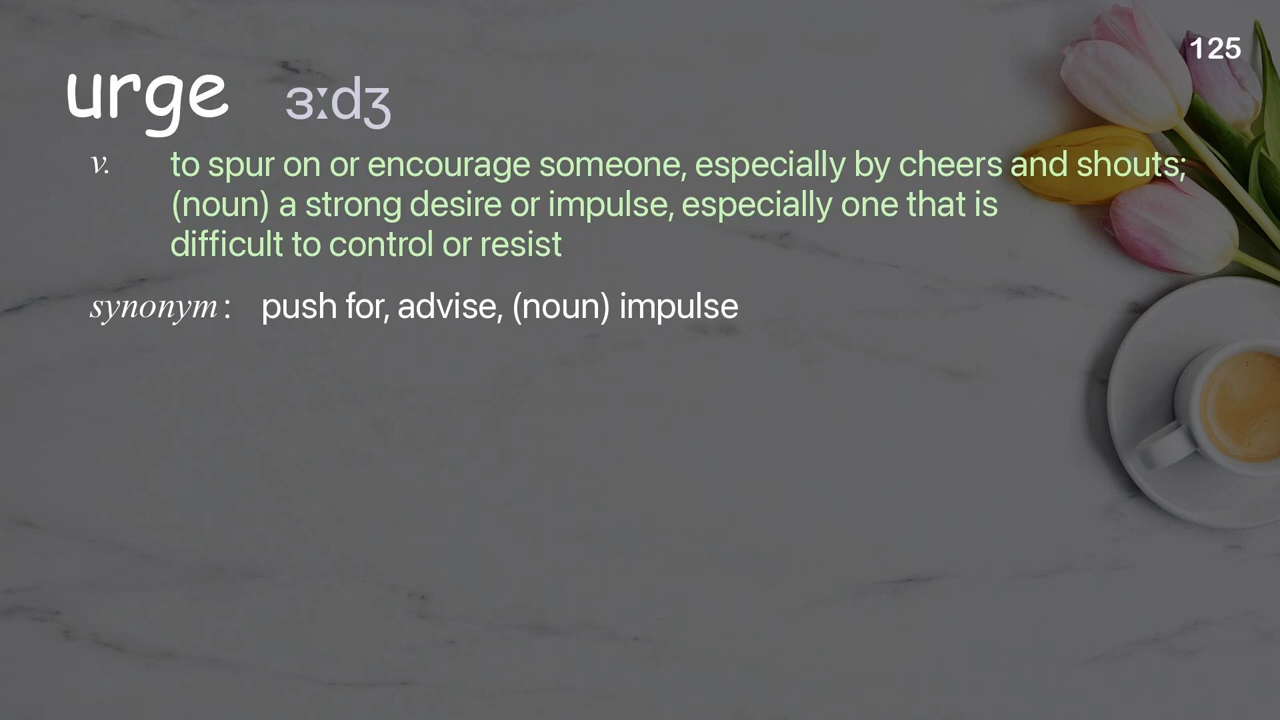 125
urge ɜːdʒ
v. to spur on or encourage someone, especially by cheers and shouts;
(noun) a strong desire or impulse, especially one that is
difficult to control or resist
synonym : push for, advise, (noun) impulse